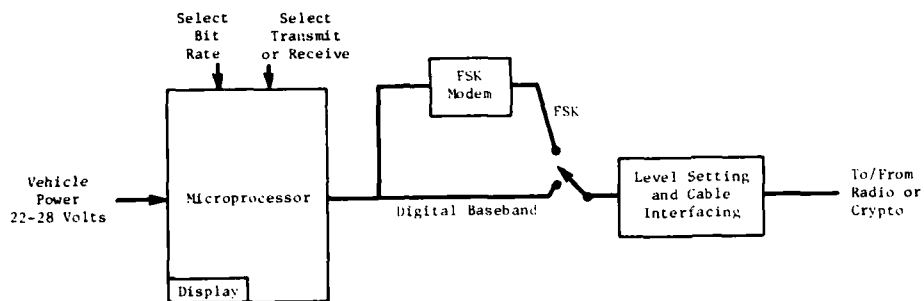 Select
Bit
Rate
Select
Transmit
or Receive
FSK
Modem
FSK
Vehicle
Power
22-28 Volts
Microprocessor
Digital Baseband
Level Setting
and Cable
Interfacing
To/From
Radio or
Crypto
Display